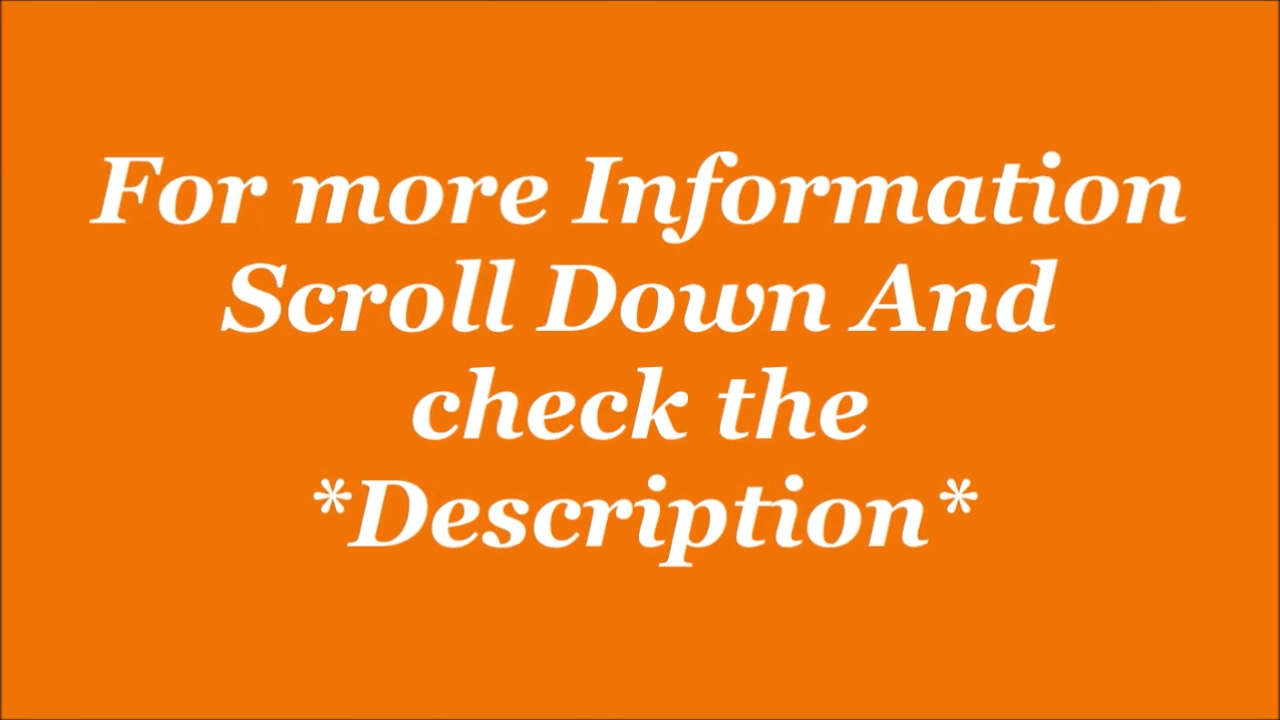 For more Information
Scroll Down And
check the
*Description*